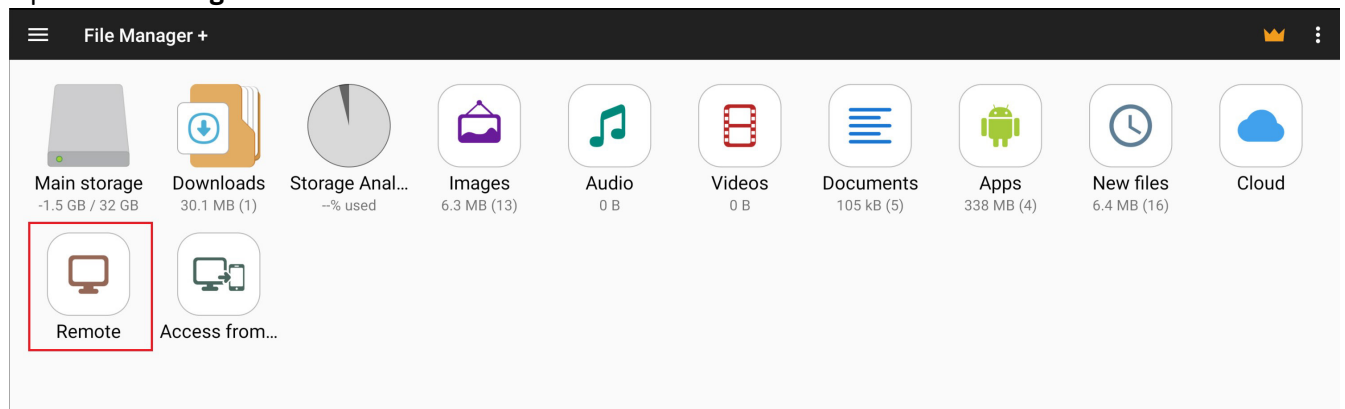 File Manager +
Main storage
-1.5 GB / 32 GB
Downloads
30.1 MB (1)
Storage Anal...
--% used
Images
6.3 MB (13)
Audio
0 B
Videos
0 B
Documents
105 kB (5)
Apps
338 MB (4)
New files
6.4 MB (16)
Cloud
Remote
Access from...